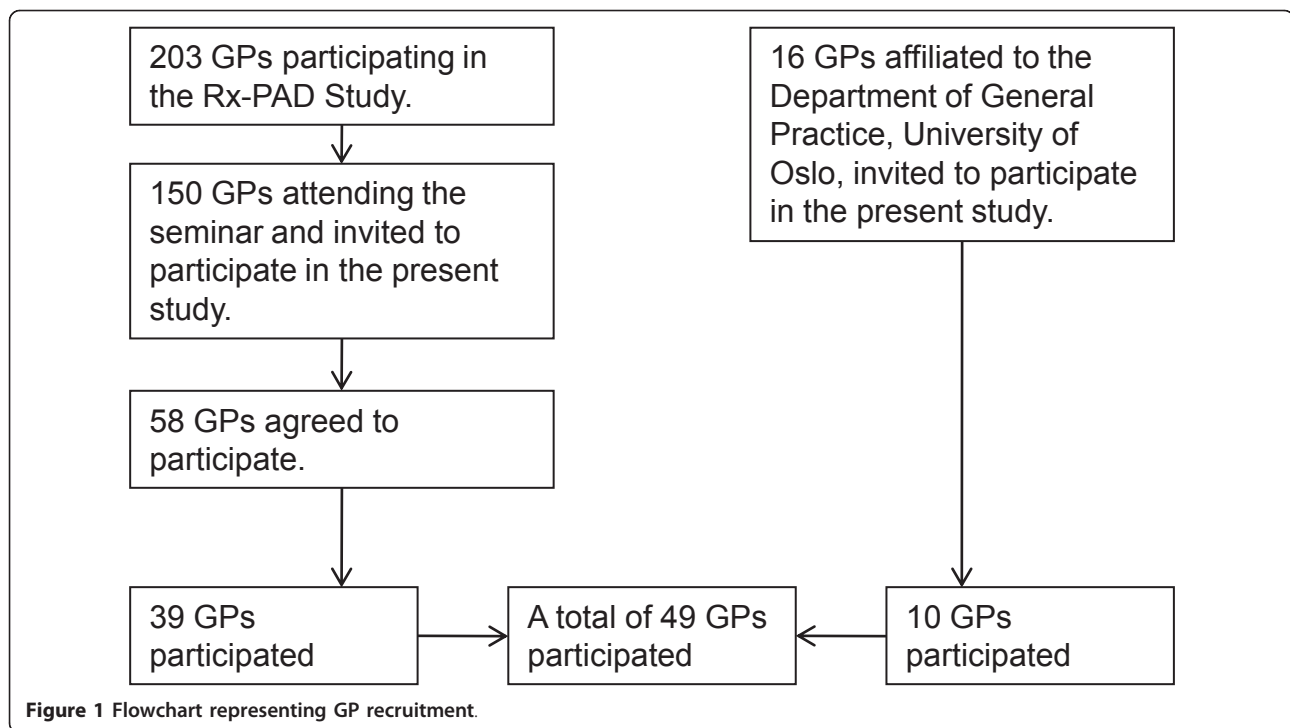 203 GPs participating in
the Rx-PAD Study.
150 GPs attending the
seminar and invited to
participate in the present
study.
58 GPs agreed to
participate.
39 GPs
participated
16 GPs affiliated to the
Department of General
Practice, University of
Oslo, invited to participate
in the present study.
10 GPs
participated
A total of 49 GPs
participated
Figure 1 Flowchart representing GP recruitment.